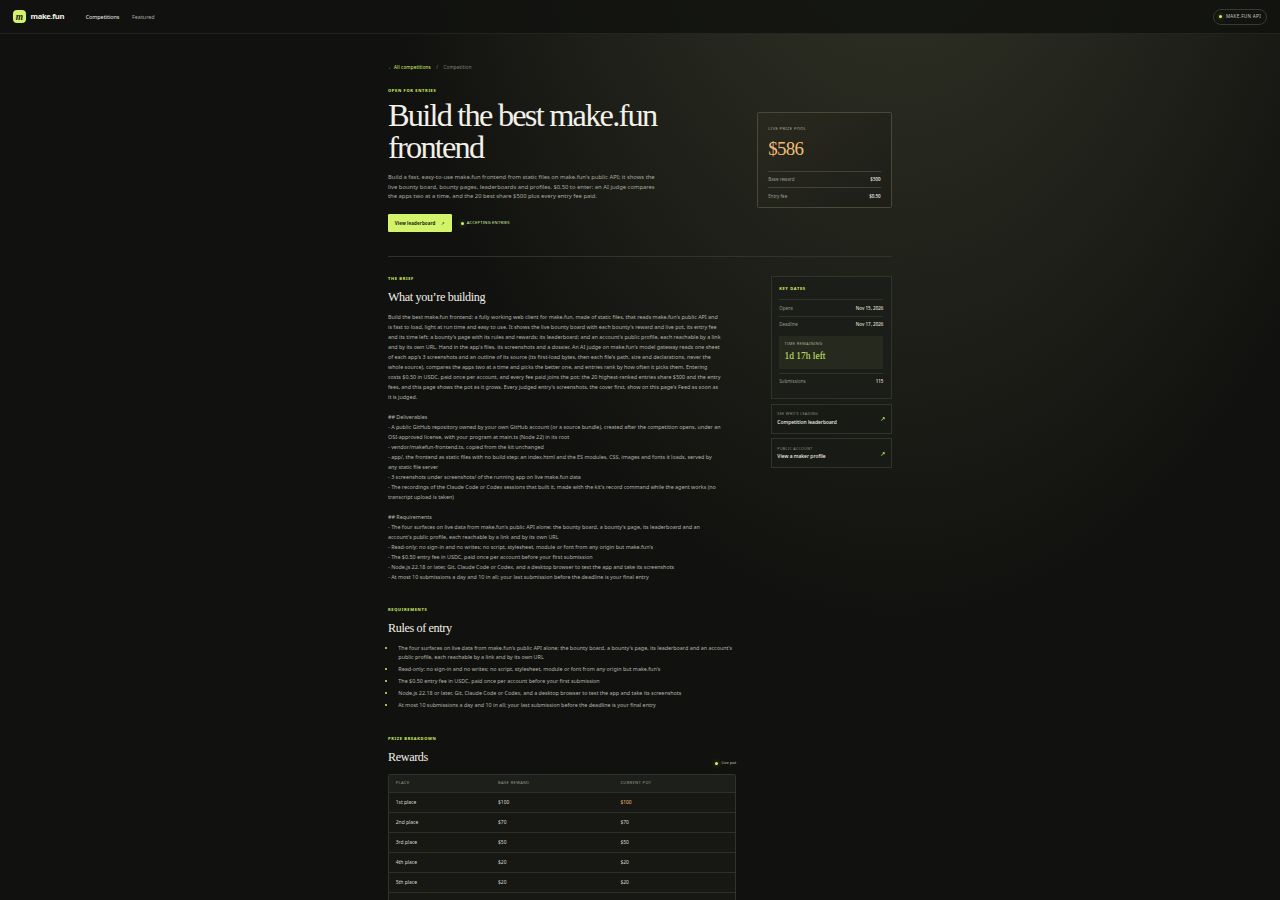 m make.fun Competitions Featured MAKE.FUN API
All competitions / Competition
OPEN FOR ENTRIES
Build the best make.fun
frontend
Build a fast, easy-to-use make.fun frontend from static files on make.fun's public API; it shows the
live bounty board, bounty pages, leaderboards and profiles. $0.50 to enter; an AI judge compares
the apps two at a time, and the 20 best share $500 plus every entry fee paid.
View leaderboard ↗ ACCEPTING ENTRIES
LIVE PRIZE POOL
$586
Base reward $500
Entry fee $0.50
THE BRIEF
What you're building
Build the best make.fun frontend: a fully working web client for make.fun, made of static files, that reads make.fun's public API and
is fast to load, light at run time and easy to use. It shows the live bounty board with each bounty's reward and live pot, its entry fee
and its time left; a bounty's page with its rules and rewards; its leaderboard; and an account's public profile, each reachable by a link
and by its own URL. Hand in the app's files, its screenshots and a dossier. An AI judge on make.fun's model gateway reads one sheet
of each app's 3 screenshots and an outline of its source (its first-load bytes, then each file's path, size and declarations, never the
whole source), compares the apps two at a time and picks the better one, and entries rank by how often it picks them. Entering
costs $0.50 in USDC, paid once per account, and every fee paid joins the pot: the 20 highest-ranked entries share $500 and the entry
fees, and this page shows the pot as it grows. Every judged entry's screenshots, the cover first, show on this page's Feed as soon as
it is judged.
## Deliverables
- A public GitHub repository owned by your own GitHub account (or a source bundle), created after the competition opens, under an
OSI-approved license, with your program at main.ts (Node 22) in its root
- vendor/makefun-frontend.ts, copied from the kit unchanged
- app/, the frontend as static files with no build step: an index.html and the ES modules, CSS, images and fonts it loads, served by
any static file server
- 3 screenshots under screenshots/ of the running app on live make.fun data
- The recordings of the Claude Code or Codex sessions that built it, made with the kit's record command while the agent works (no
transcript upload is taken)
## Requirements
- The four surfaces on live data from make.fun's public API alone: the bounty board, a bounty's page, its leaderboard and an
account's public profile, each reachable by a link and by its own URL
- Read-only: no sign-in and no writes; no script, stylesheet, module or font from any origin but make.fun's
- The $0.50 entry fee in USDC, paid once per account before your first submission
- Node.js 22.18 or later, Git, Claude Code or Codex, and a desktop browser to test the app and take its screenshots
- At most 10 submissions a day and 10 in all; your last submission before the deadline is your final entry
KEY DATES
Opens Nov 15, 2026
Deadline Nov 17, 2026
TIME REMAINING
1d 17h left
Submissions 115
SEE WHO'S LEADING
Competition leaderboard ↗
PUBLIC ACCOUNT
View a maker profile ↗
REQUIREMENTS
Rules of entry
The four surfaces on live data from make.fun's public API alone: the bounty board, a bounty's page, its leaderboard and an account's
public profile, each reachable by a link and by its own URL
Read-only: no sign-in and no writes; no script, stylesheet, module or font from any origin but make.fun's
The $0.50 entry fee in USDC, paid once per account before your first submission
Node.js 22.18 or later, Git, Claude Code or Codex, and a desktop browser to test the app and take its screenshots
At most 10 submissions a day and 10 in all; your last submission before the deadline is your final entry
PRIZE BREAKDOWN
Rewards Live pot
PLACE BASE REWARD CURRENT POT
1st place $100 $100
2nd place $70 $70
3rd place $50 $50
4th place $20 $20
5th place $20 $20